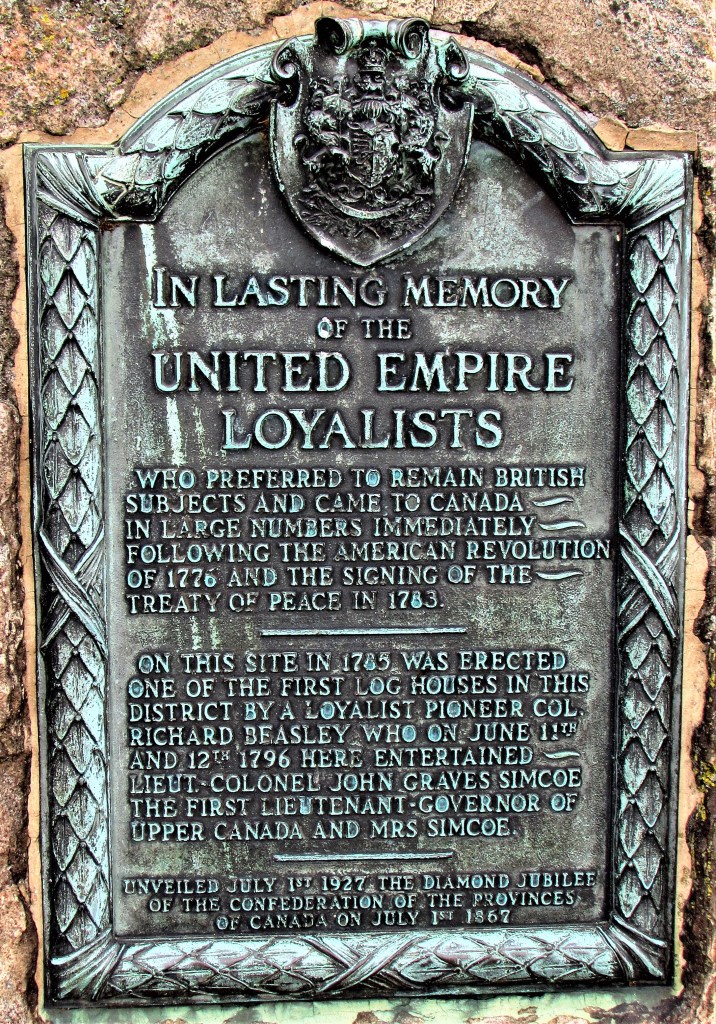 IN LASTING MEMORY
OF THE
UNITED EMPIRE
LOYALISTS
WHO PREFERRED TO REMAIN BRITISH
SUBJECTS AND CAME TO CANADA
IN LARGE NUMBERS IMMEDIATELY
FOLLOWING THE AMERICAN REVOLUTION
OF 1776 AND THE SIGNING OF THE
TREATY OF PEACE IN 1783.
ON THIS SITE IN 1785 WAS ERECTED
ONE OF THE FIRST LOG HOUSES IN THIS
DISTRICT BY A LOYALIST PIONEER COL.
RICHARD BEASLEY WHO ON JUNE 11TH
AND 12TH 1796 HERE ENTERTAINED
LIEUT.-COLONEL JOHN GRAVES SIMCOE
THE FIRST LIEUTENANT-GOVERNOR OF
UPPER CANADA AND MRS SIMCOE.
UNVEILED JULY 1ST 1927 THE DIAMOND JUBILEE
OF THE CONFEDERATION OF THE PROVINCES
OF CANADA ON JULY 1ST 1867